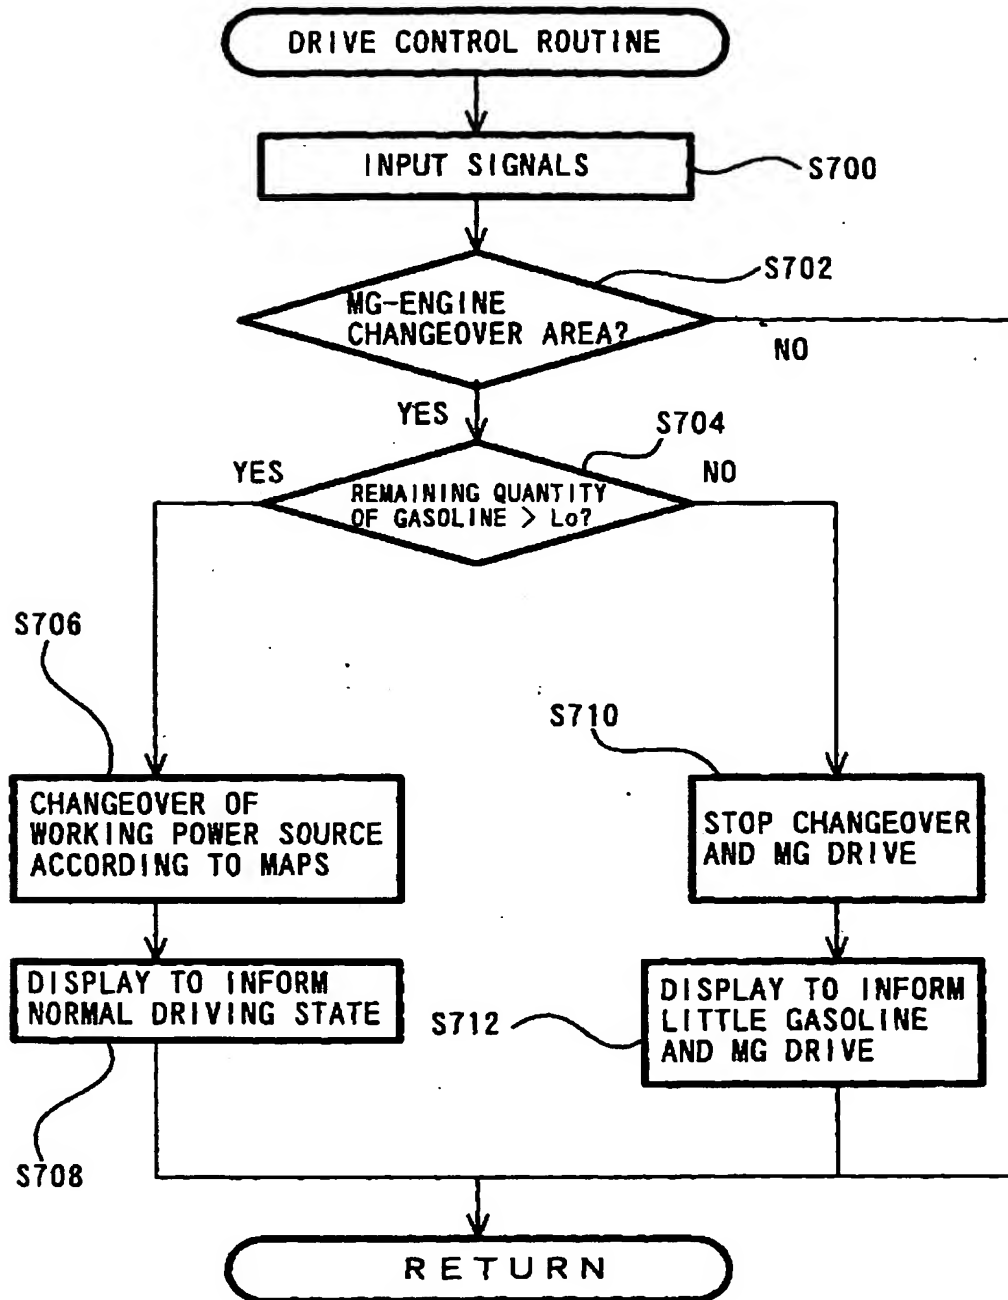 DRIVE CONTROL ROUTINE
INPUT SIGNALS
S700
S702
MG-ENGINE
CHANGEOVER AREA?
NO
YES
S704
YES
NO
REMAINING QUANTITY
OF GASOLINE > Lo?
S706
S710
CHANGEOVER OF
WORKING POWER SOURCE
ACCORDING TO MAPS
STOP CHANGEOVER
AND MG DRIVE
DISPLAY TO INFORM
NORMAL DRIVING STATE
DISPLAY TO INFORM
LITTLE GASOLINE
AND MG DRIVE
S712
S708
RETURN